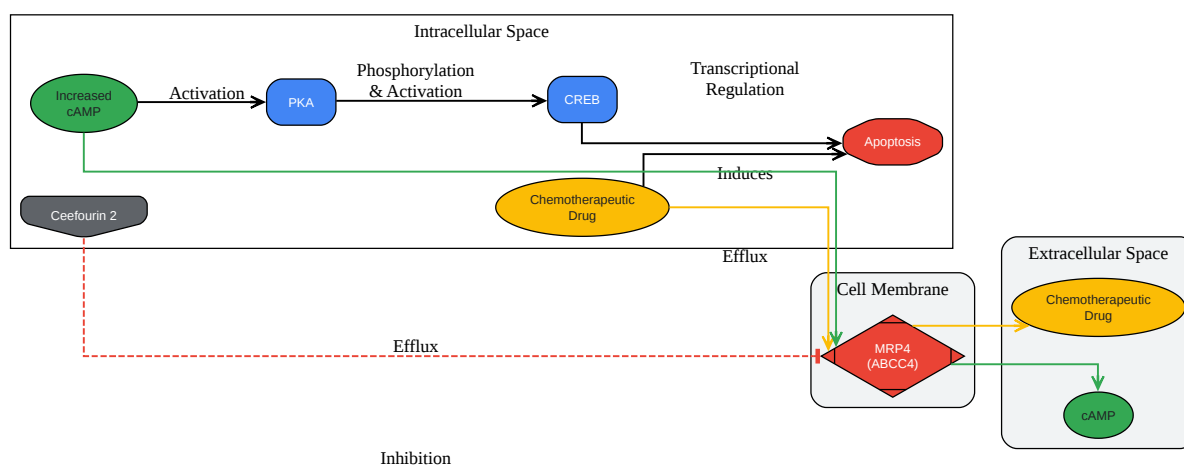 Intracellular Space
Increased
cAMP
Activation
PKA
Phosphorylation
& Activation
CREB
Transcriptional
Regulation
Apoptosis
Induces
Ceefourin 2
Chemotherapeutic
Drug
Efflux
Cell Membrane
MRP4
(ABCC4)
Extracellular Space
Chemotherapeutic
Drug
cAMP
Efflux
Inhibition